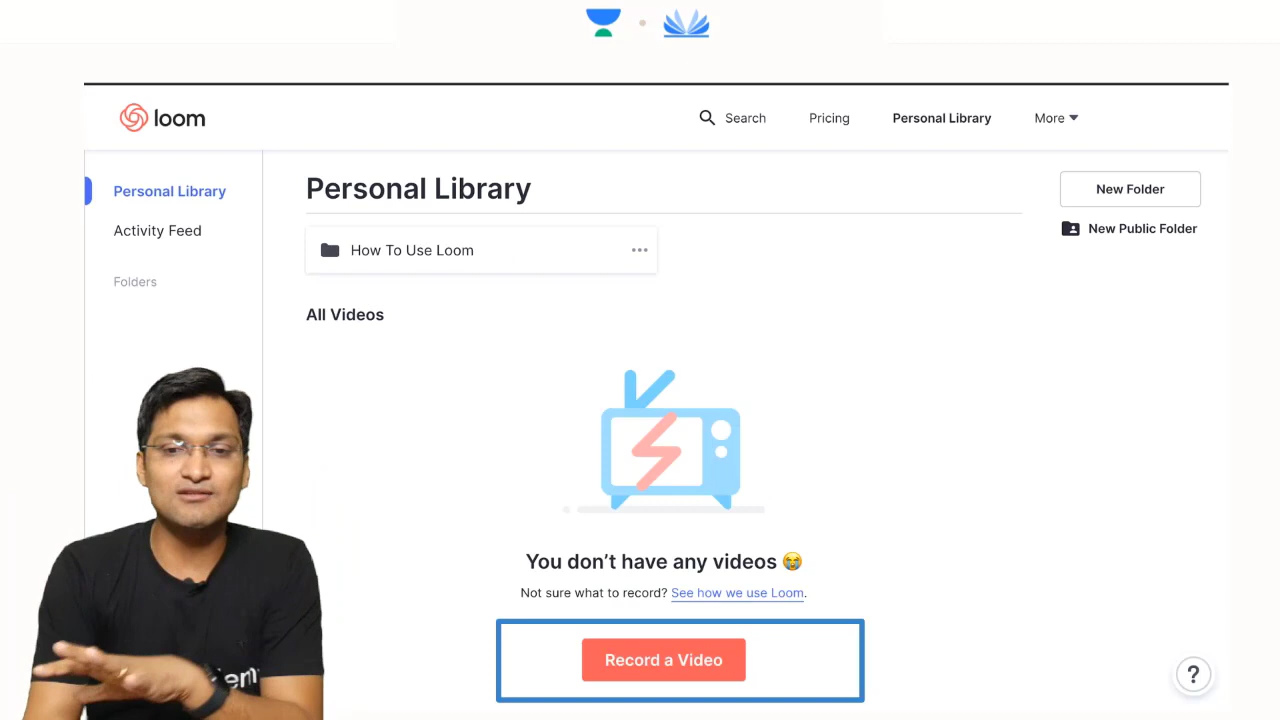 loom
Search
Pricing
Personal Library
More
Personal Library
Activity Feed
Folders
Personal Library
New Folder
New Public Folder
How To Use Loom
All Videos
You don’t have any videos 😭
Not sure what to record? See how we use Loom.
Record a Video
?